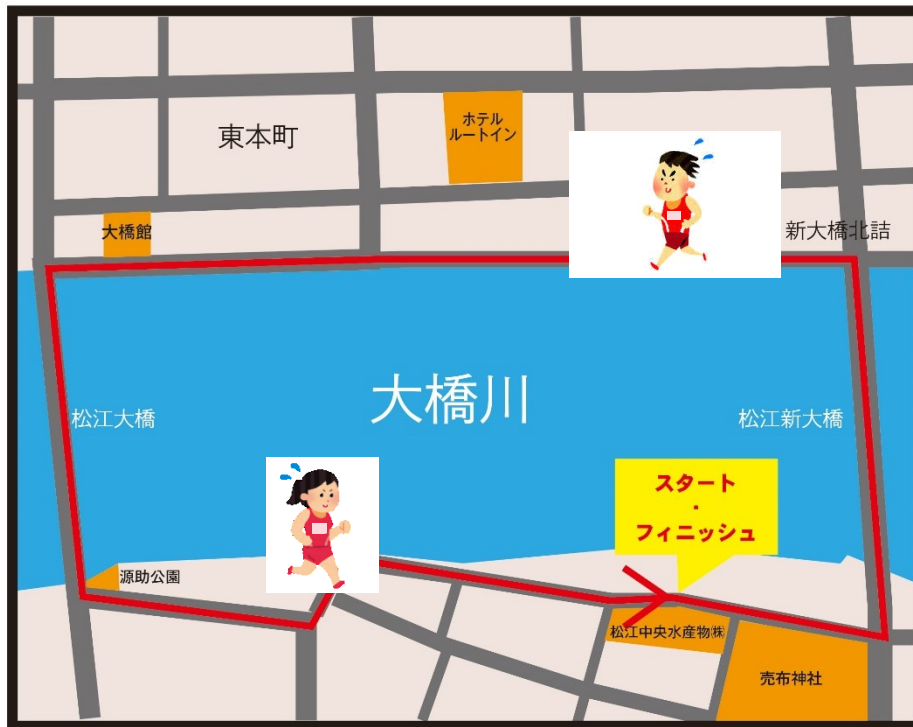 ホテル
ルートイン
東本町
大橋館
新大橋北詰
大橋川
松江大橋
松江新大橋
スタート
・
フィニッシュ
源助公園
松江中央水産物㈱
売布神社